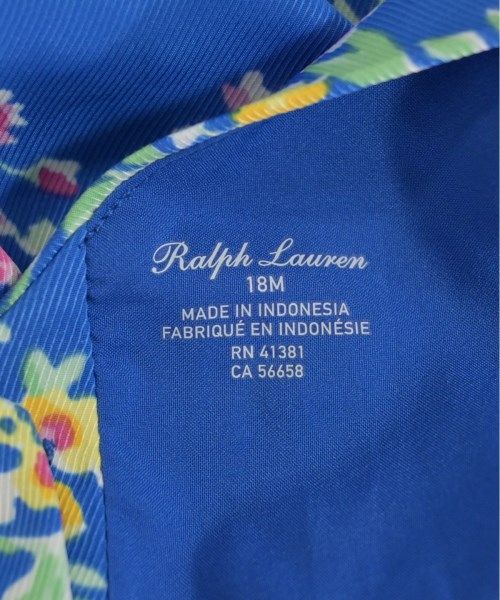 Ralph Lauren
18M
MADE IN INDONESIA
FABRIQUÉ EN INDONÉSIE
RN 41381
CA 56658